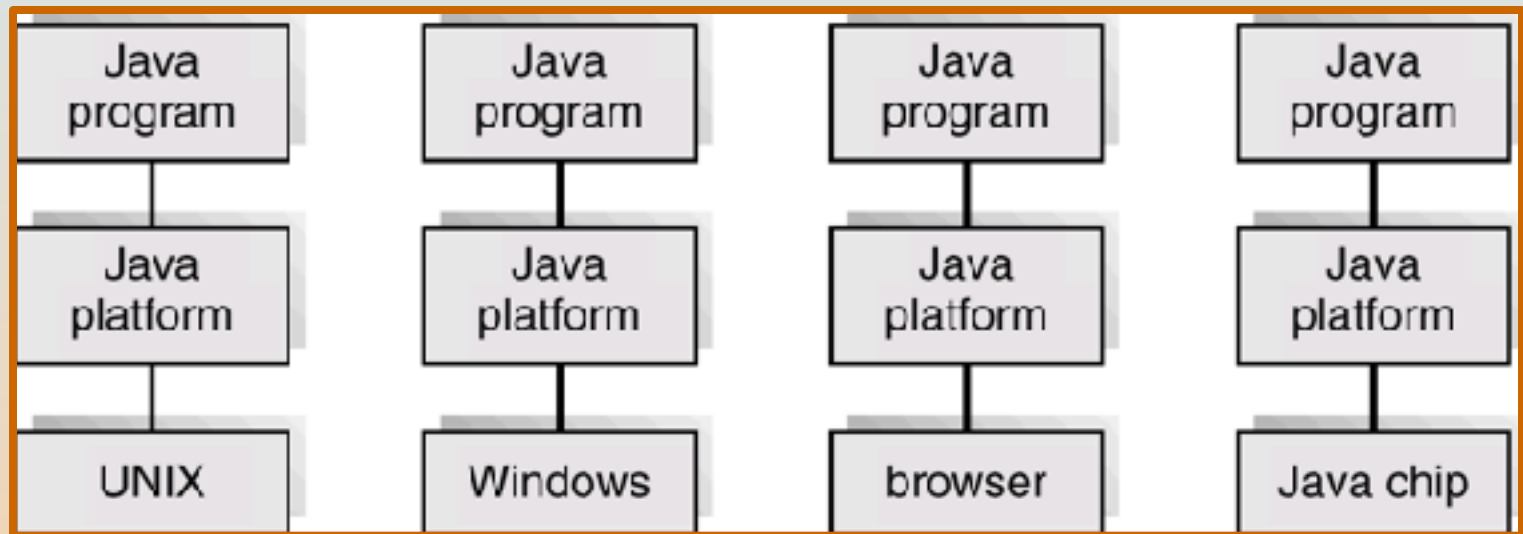 Java
program
Java
program
Java
program
Java
program
Java
platform
Java
platform
Java
platform
Java
platform
UNIX
Windows
browser
Java chip